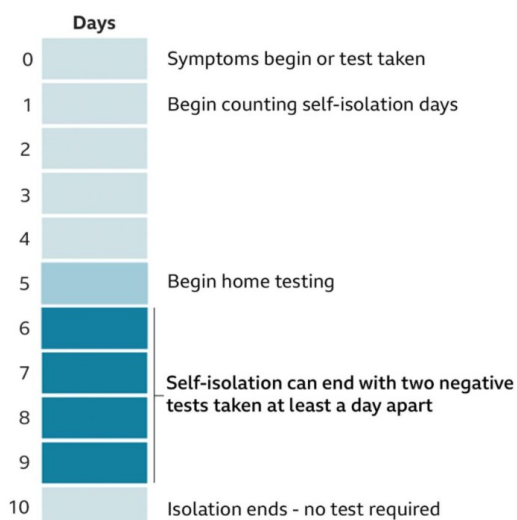 Days
0 Symptoms begin or test taken
1 Begin counting self-isolation days
2
3
4
5 Begin home testing
6
7
Self-isolation can end with two negative
tests taken at least a day apart
8
9
10 Isolation ends - no test required